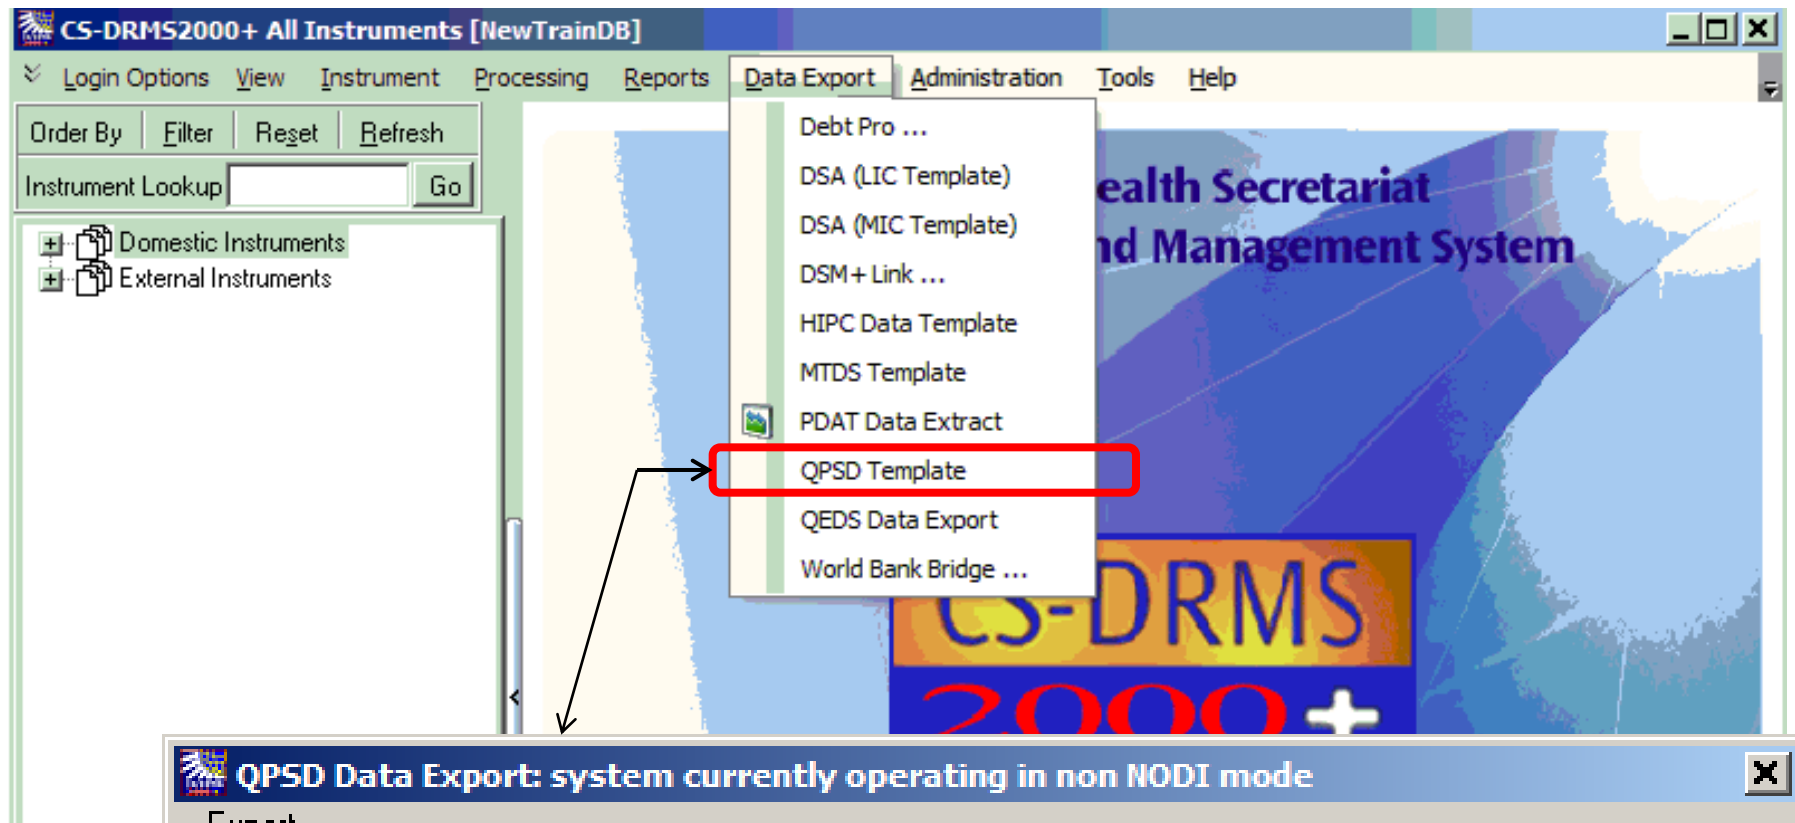 CS-DRMS2000+ All Instruments [NewTrainDB]
Login Options View Instrument Processing Reports Data Export Administration Tools Help
Order By Filter Reset Refresh
Instrument Lookup Go
Domestic Instruments
External Instruments
Debt Pro ...
DSA (LIC Template)
DSA (MIC Template)
DSM+ Link ...
HIPC Data Template
MTDS Template
PDAT Data Extract
QPSD Template
QEDS Data Export
World Bank Bridge ...
ealth Secretariat
nd Management System
CS-DRMS
2000+
QPSD Data Export: system currently operating in non NODI mode
Export